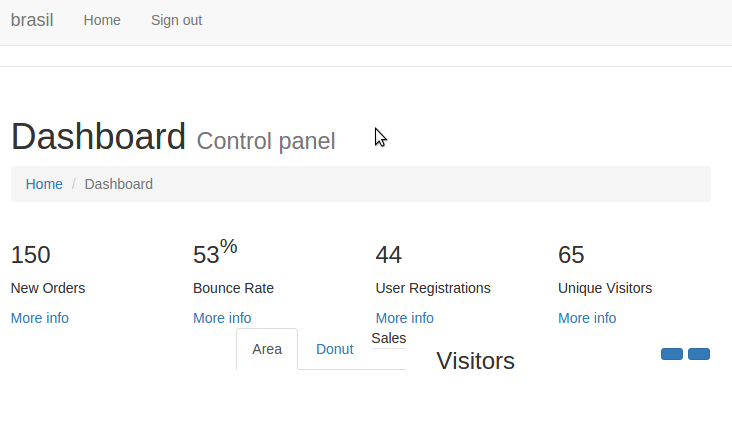 brasil Home Sign out
Dashboard Control panel
Home / Dashboard
150 53% 44 65
New Orders Bounce Rate User Registrations Unique Visitors
More info More info More info More info
Area Donut Sales Visitors